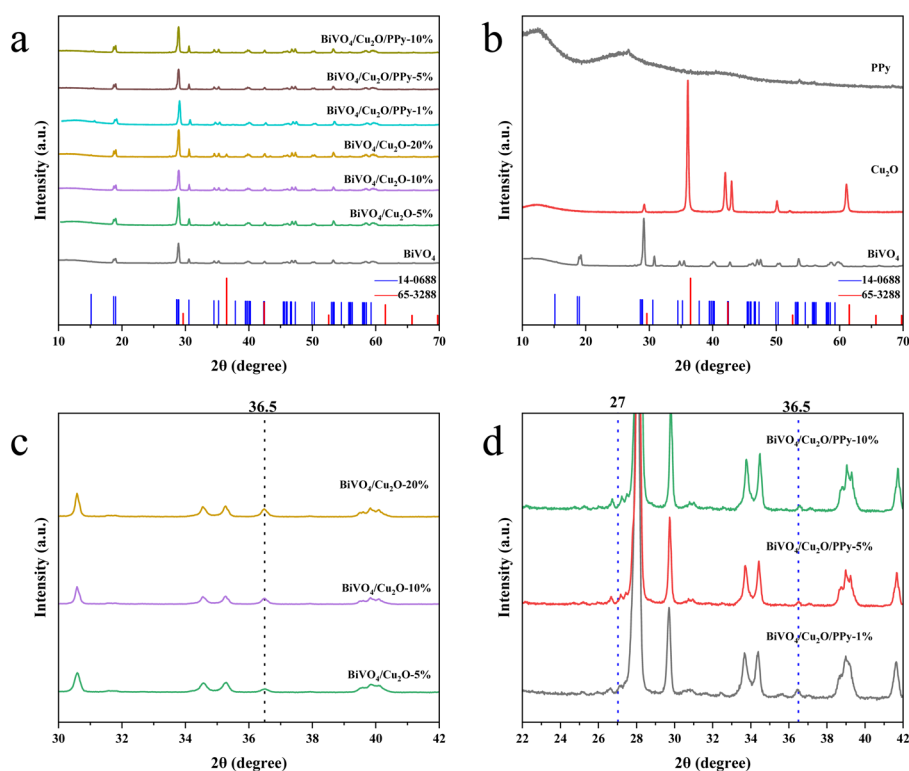 a
BiVO₄/Cu₂O/PPy-10%
BiVO₄/Cu₂O/PPy-5%
BiVO₄/Cu₂O/PPy-1%
BiVO₄/Cu₂O-20%
BiVO₄/Cu₂O-10%
BiVO₄/Cu₂O-5%
BiVO₄
14-0688
65-3288
Intensity (a.u.)
10 20 30 40 50 60 70
2θ (degree)
b
PPy
Cu₂O
BiVO₄
14-0688
65-3288
Intensity (a.u.)
10 20 30 40 50 60 70
2θ (degree)
c
36.5
BiVO₄/Cu₂O-20%
BiVO₄/Cu₂O-10%
BiVO₄/Cu₂O-5%
Intensity (a.u.)
30 32 34 36 38 40 42
2θ (degree)
d
27 36.5
BiVO₄/Cu₂O/PPy-10%
BiVO₄/Cu₂O/PPy-5%
BiVO₄/Cu₂O/PPy-1%
Intensity (a.u.)
22 24 26 28 30 32 34 36 38 40 42
2θ (degree)